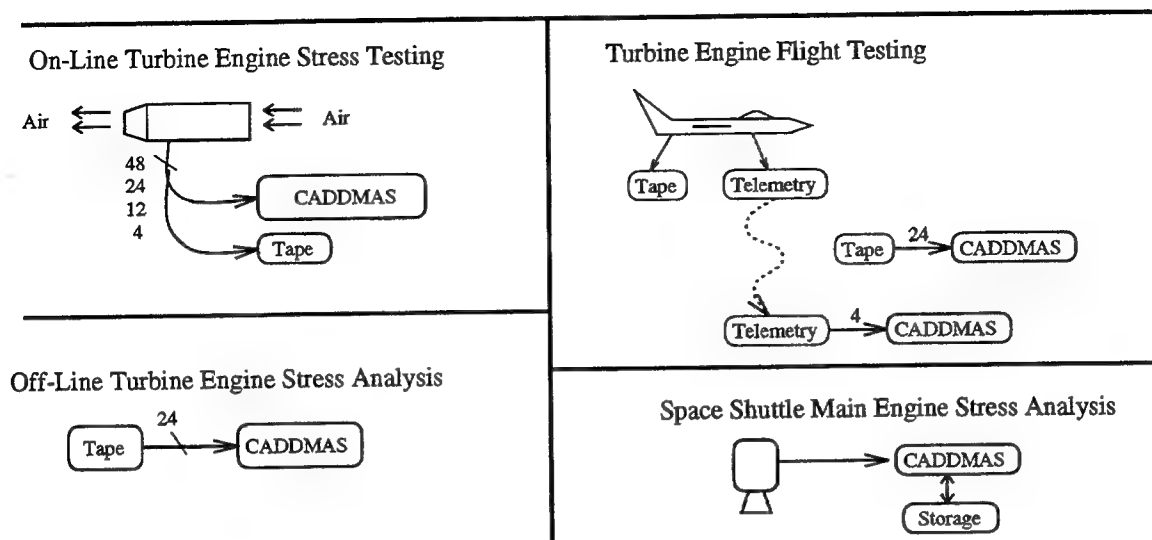 On-Line Turbine Engine Stress Testing
Air
Air
48
24
12
4
CADDMAS
Tape
Turbine Engine Flight Testing
Tape
Telemetry
Tape
24
CADDMAS
Telemetry
4
CADDMAS
Off-Line Turbine Engine Stress Analysis
Tape
24
CADDMAS
Space Shuttle Main Engine Stress Analysis
CADDMAS
Storage